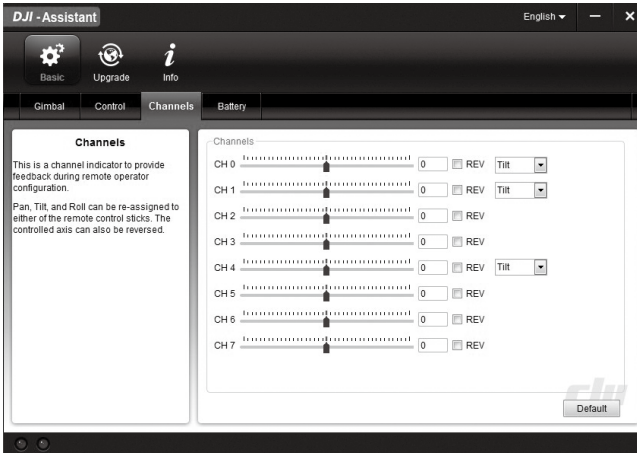 DJI - Assistant
English
Basic
Upgrade
Info
Gimbal
Control
Channels
Battery
Channels
This is a channel indicator to provide
feedback during remote operator
configuration.
Pan, Tilt, and Roll can be re-assigned to
either of the remote control sticks. The
controlled axis can also be reversed.
Channels
CH 0 0 REV Tilt
CH 1 0 REV Tilt
CH 2 0 REV
CH 3 0 REV
CH 4 0 REV Tilt
CH 5 0 REV
CH 6 0 REV
CH 7 0 REV
dji
Default